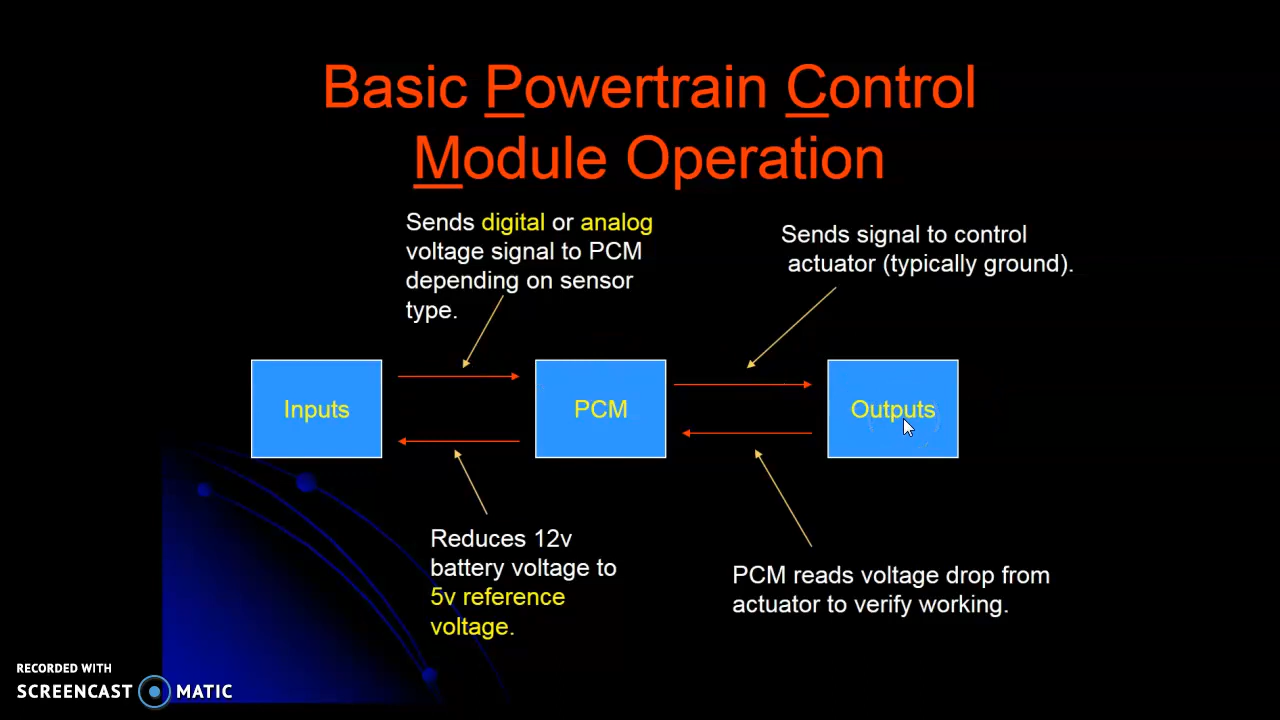 Basic Powertrain Control
Module Operation
Sends digital or analog
voltage signal to PCM
depending on sensor
type.
Sends signal to control
actuator (typically ground).
Inputs
PCM
Outputs
Reduces 12v
battery voltage to
5v reference
voltage.
PCM reads voltage drop from
actuator to verify working.
RECORDED WITH
SCREENCAST MATIC